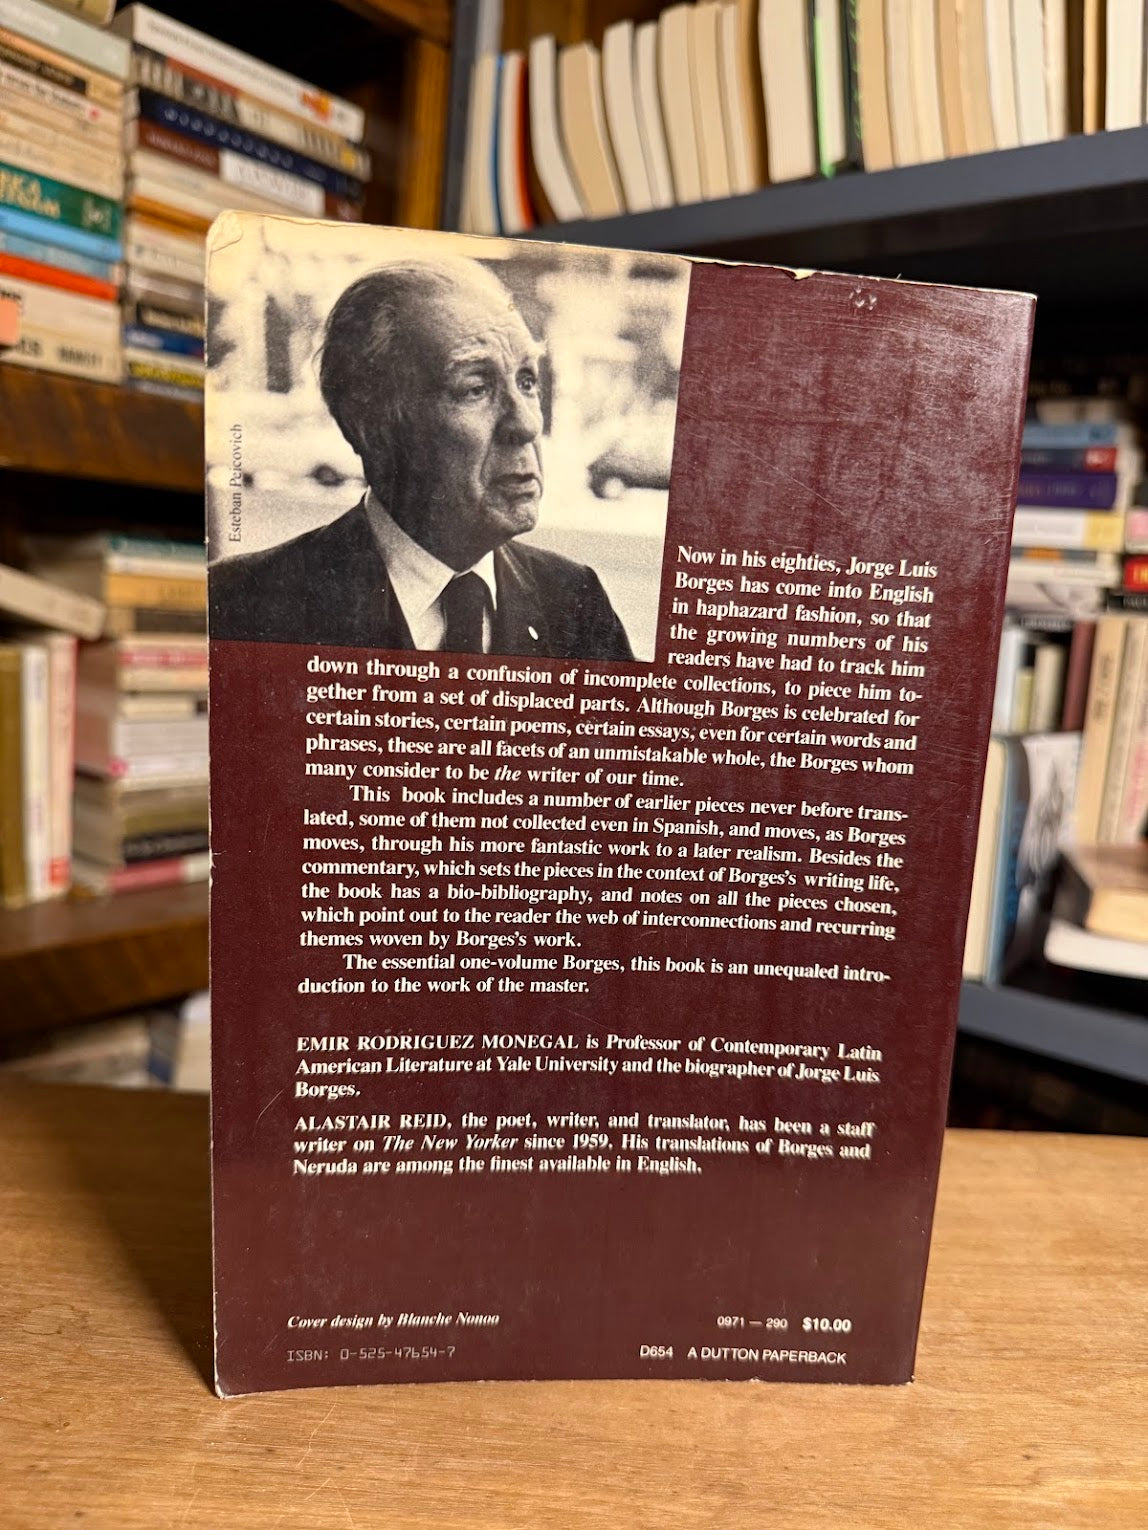 Esteban Peicovich
Now in his eighties, Jorge Luis
Borges has come into English
in haphazard fashion, so that
the growing numbers of his
readers have had to track him
down through a confusion of incomplete collections, to piece him to-
gether from a set of displaced parts. Although Borges is celebrated for
certain stories, certain poems, certain essays, even for certain words and
phrases, these are all facets of an unmistakable whole, the Borges whom
many consider to be the writer of our time.
This book includes a number of earlier pieces never before trans-
lated, some of them not collected even in Spanish, and moves, as Borges
moves, through his more fantastic work to a later realism. Besides the
commentary, which sets the pieces in the context of Borges's writing life,
the book has a bio-bibliography, and notes on all the pieces chosen,
which point out to the reader the web of interconnections and recurring
themes woven by Borges's work.
The essential one-volume Borges, this book is an unequaled intro-
duction to the work of the master.
EMIR RODRIGUEZ MONEGAL is Professor of Contemporary Latin
American Literature at Yale University and the biographer of Jorge Luis
Borges.
ALASTAIR REID, the poet, writer, and translator, has been a staff
writer on The New Yorker since 1959. His translations of Borges and
Neruda are among the finest available in English.
Cover design by Blanche Nonoo
0971 — 290 $10.00
ISBN: 0-525-47654-7
D654 A DUTTON PAPERBACK